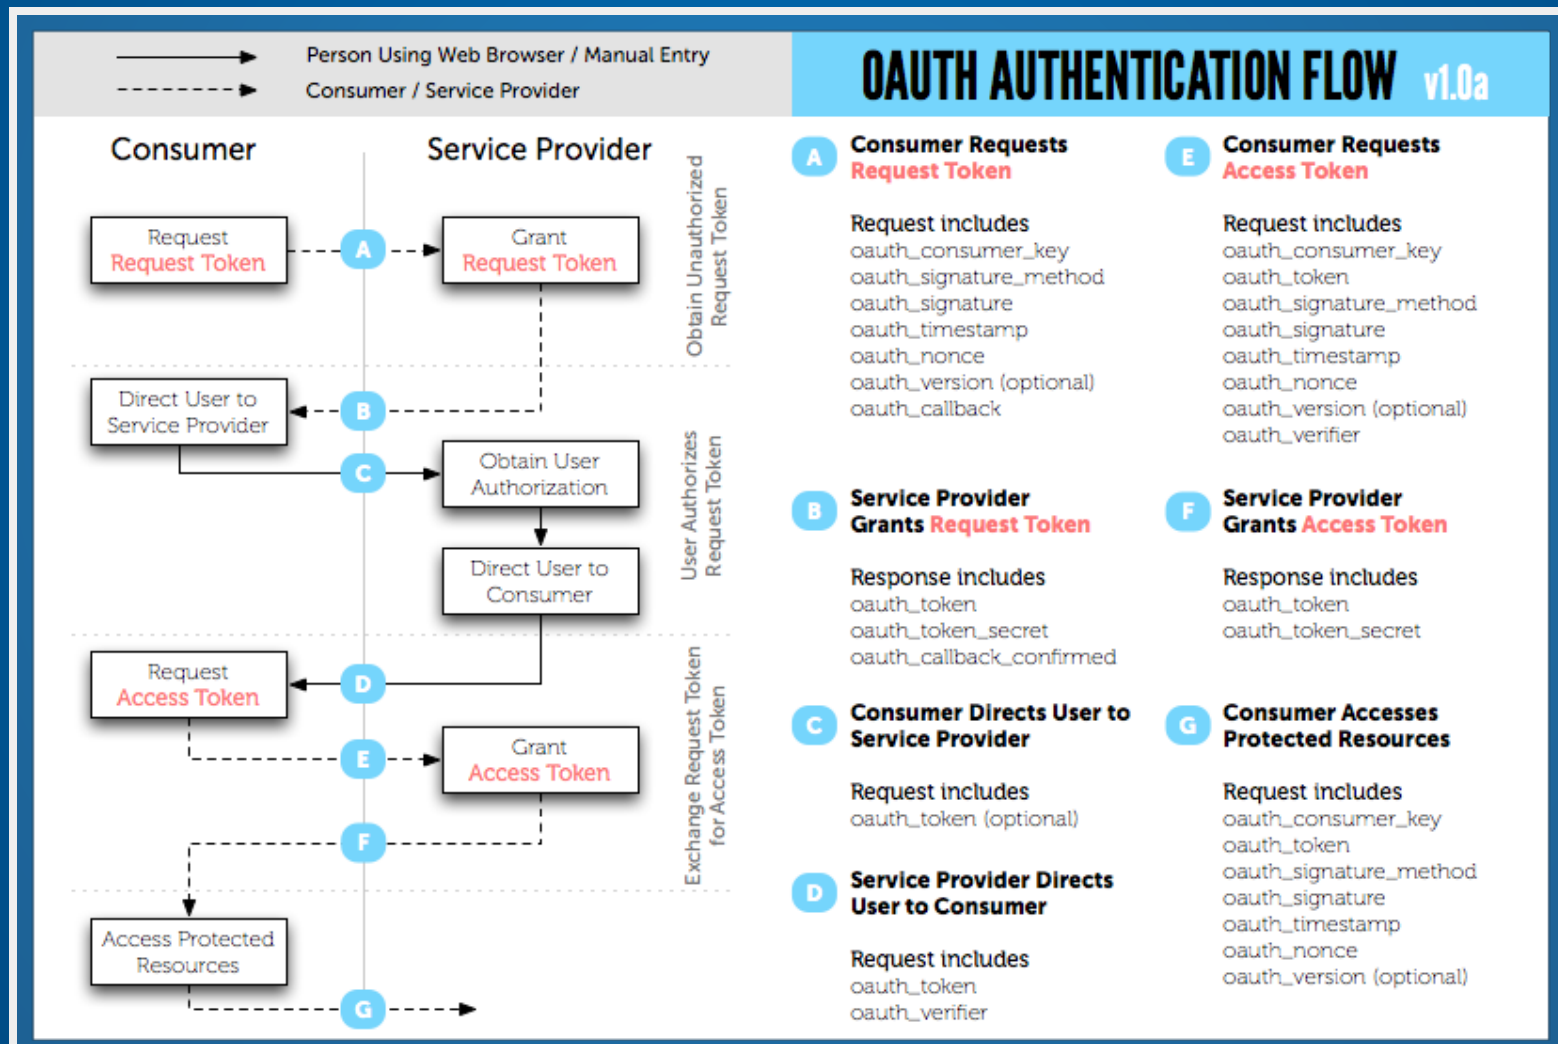 Person Using Web Browser / Manual Entry
Consumer / Service Provider
OAUTH AUTHENTICATION FLOW v1.0a
Consumer
Service Provider
Request
Request Token
A
Grant
Request Token
Obtain Unauthorized
Request Token
Direct User to
Service Provider
B
C
Obtain User
Authorization
Direct User to
Consumer
User Authorizes
Request Token
Request
Access Token
D
E
Grant
Access Token
F
Exchange Request Token
for Access Token
Access Protected
Resources
G
A
Consumer Requests
Request Token
Request includes
oauth_consumer_key
oauth_signature_method
oauth_signature
oauth_timestamp
oauth_nonce
oauth_version (optional)
oauth_callback
B
Service Provider
Grants Request Token
Response includes
oauth_token
oauth_token_secret
oauth_callback_confirmed
C
Consumer Directs User to
Service Provider
Request includes
oauth_token (optional)
D
Service Provider Directs
User to Consumer
Request includes
oauth_token
oauth_verifier
E
Consumer Requests
Access Token
Request includes
oauth_consumer_key
oauth_token
oauth_signature_method
oauth_signature
oauth_timestamp
oauth_nonce
oauth_version (optional)
oauth_verifier
F
Service Provider
Grants Access Token
Response includes
oauth_token
oauth_token_secret
G
Consumer Accesses
Protected Resources
Request includes
oauth_consumer_key
oauth_token
oauth_signature_method
oauth_signature
oauth_timestamp
oauth_nonce
oauth_version (optional)